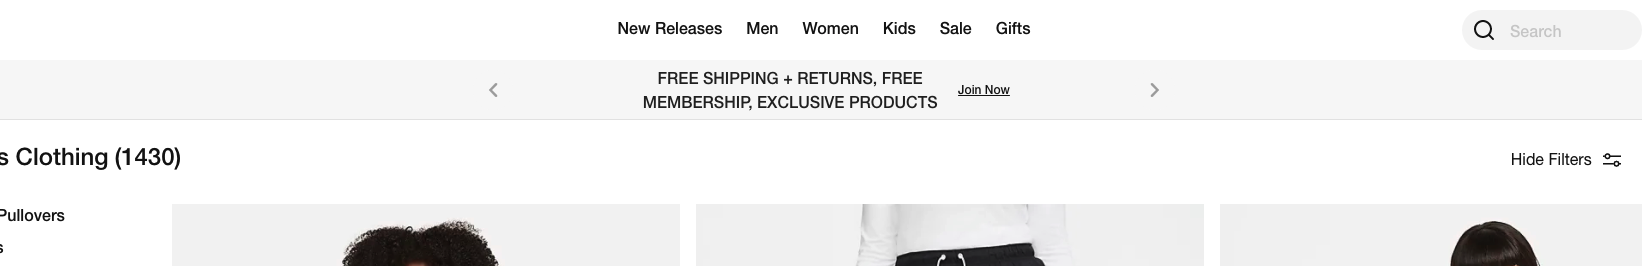 New Releases Men Women Kids Sale Gifts
Search
FREE SHIPPING + RETURNS, FREE
MEMBERSHIP, EXCLUSIVE PRODUCTS
Join Now
s Clothing (1430)
Hide Filters
Pullovers
s